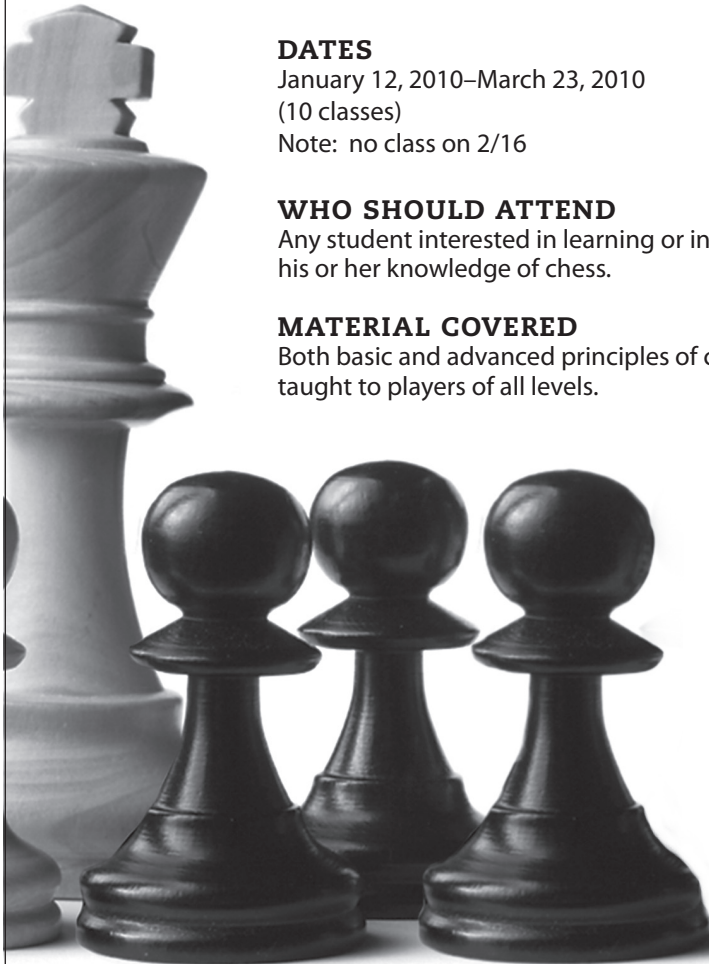 DATES
January 12, 2010–March 23, 2010
(10 classes)
Note: no class on 2/16
WHO SHOULD ATTEND
Any student interested in learning or in
his or her knowledge of chess.
MATERIAL COVERED
Both basic and advanced principles of
taught to players of all levels.